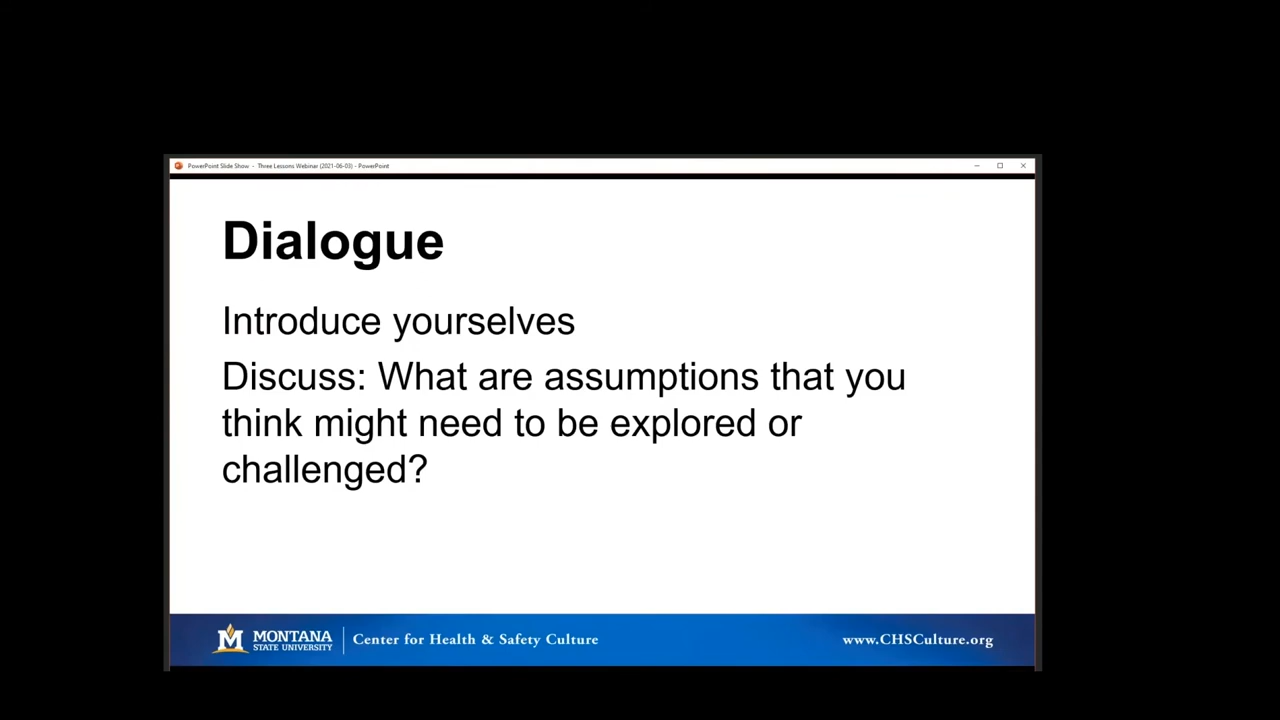 PowerPoint Slide Show - Three Lessons Webinar (2021-06-03) - PowerPoint
Dialogue
Introduce yourselves
Discuss: What are assumptions that you
think might need to be explored or
challenged?
M MONTANA
STATE UNIVERSITY
Center for Health & Safety Culture
www.CHSCulture.org